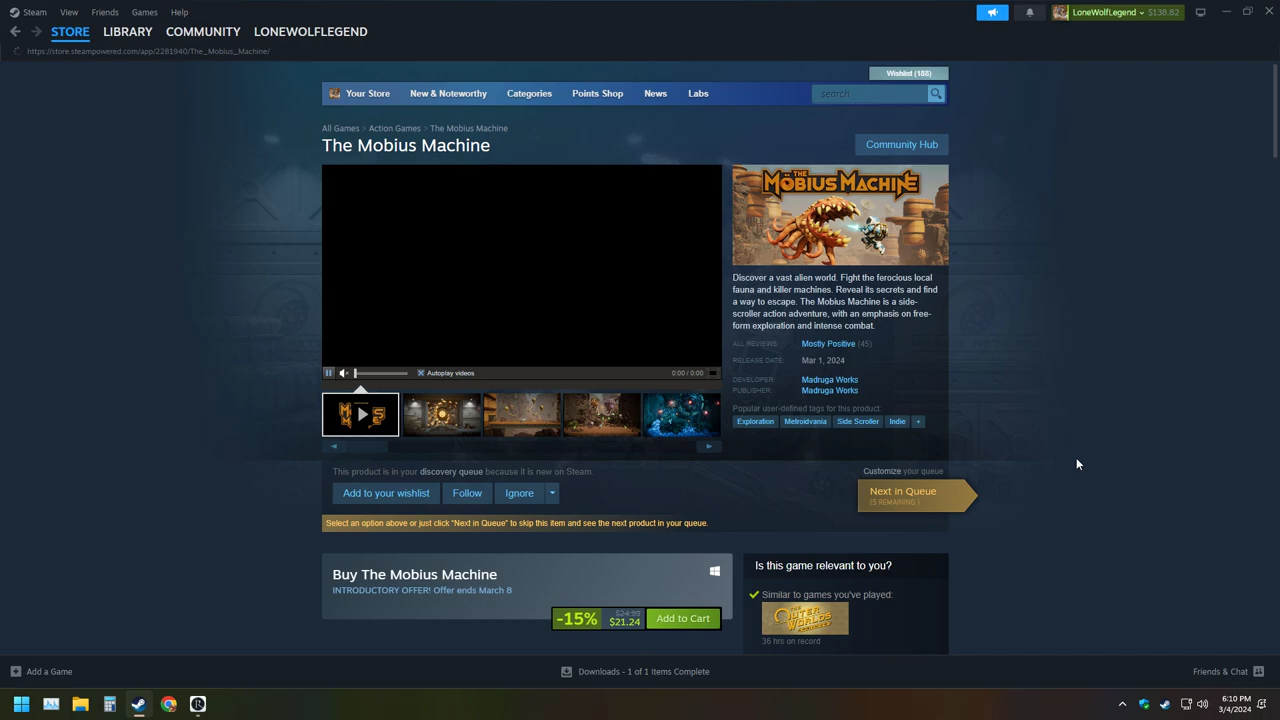 Steam View Friends Games Help
LoneWolfLegend $138.82
STORE LIBRARY COMMUNITY LONEWOLFLEGEND
https://store.steampowered.com/app/2281940/The_Mobius_Machine/
Wishlist (188)
Your Store New & Noteworthy Categories Points Shop News Labs search
All Games > Action Games > The Mobius Machine
The Mobius Machine
Community Hub
THE MÖBIUS MACHINE
Discover a vast alien world. Fight the ferocious local
fauna and killer machines. Reveal its secrets and find
a way to escape. The Mobius Machine is a side-
scroller action adventure, with an emphasis on free-
form exploration and intense combat.
ALL REVIEWS: Mostly Positive (45)
RELEASE DATE: Mar 1, 2024
DEVELOPER: Madruga Works
PUBLISHER: Madruga Works
Popular user-defined tags for this product:
Exploration Metroidvania Side Scroller Indie +
Autoplay videos 0:00 / 0:00
This product is in your discovery queue because it is new on Steam.
Customize your queue
Add to your wishlist Follow Ignore
Next in Queue
(5 REMAINING )
Select an option above or just click "Next in Queue" to skip this item and see the next product in your queue.
Buy The Mobius Machine
INTRODUCTORY OFFER! Offer ends March 8
-15% $24.99 $21.24 Add to Cart
Is this game relevant to you?
Similar to games you've played:
THE OUTER WORLDS
36 hrs on record
Add a Game
Downloads - 1 of 1 Items Complete
Friends & Chat
6:10 PM
3/4/2024